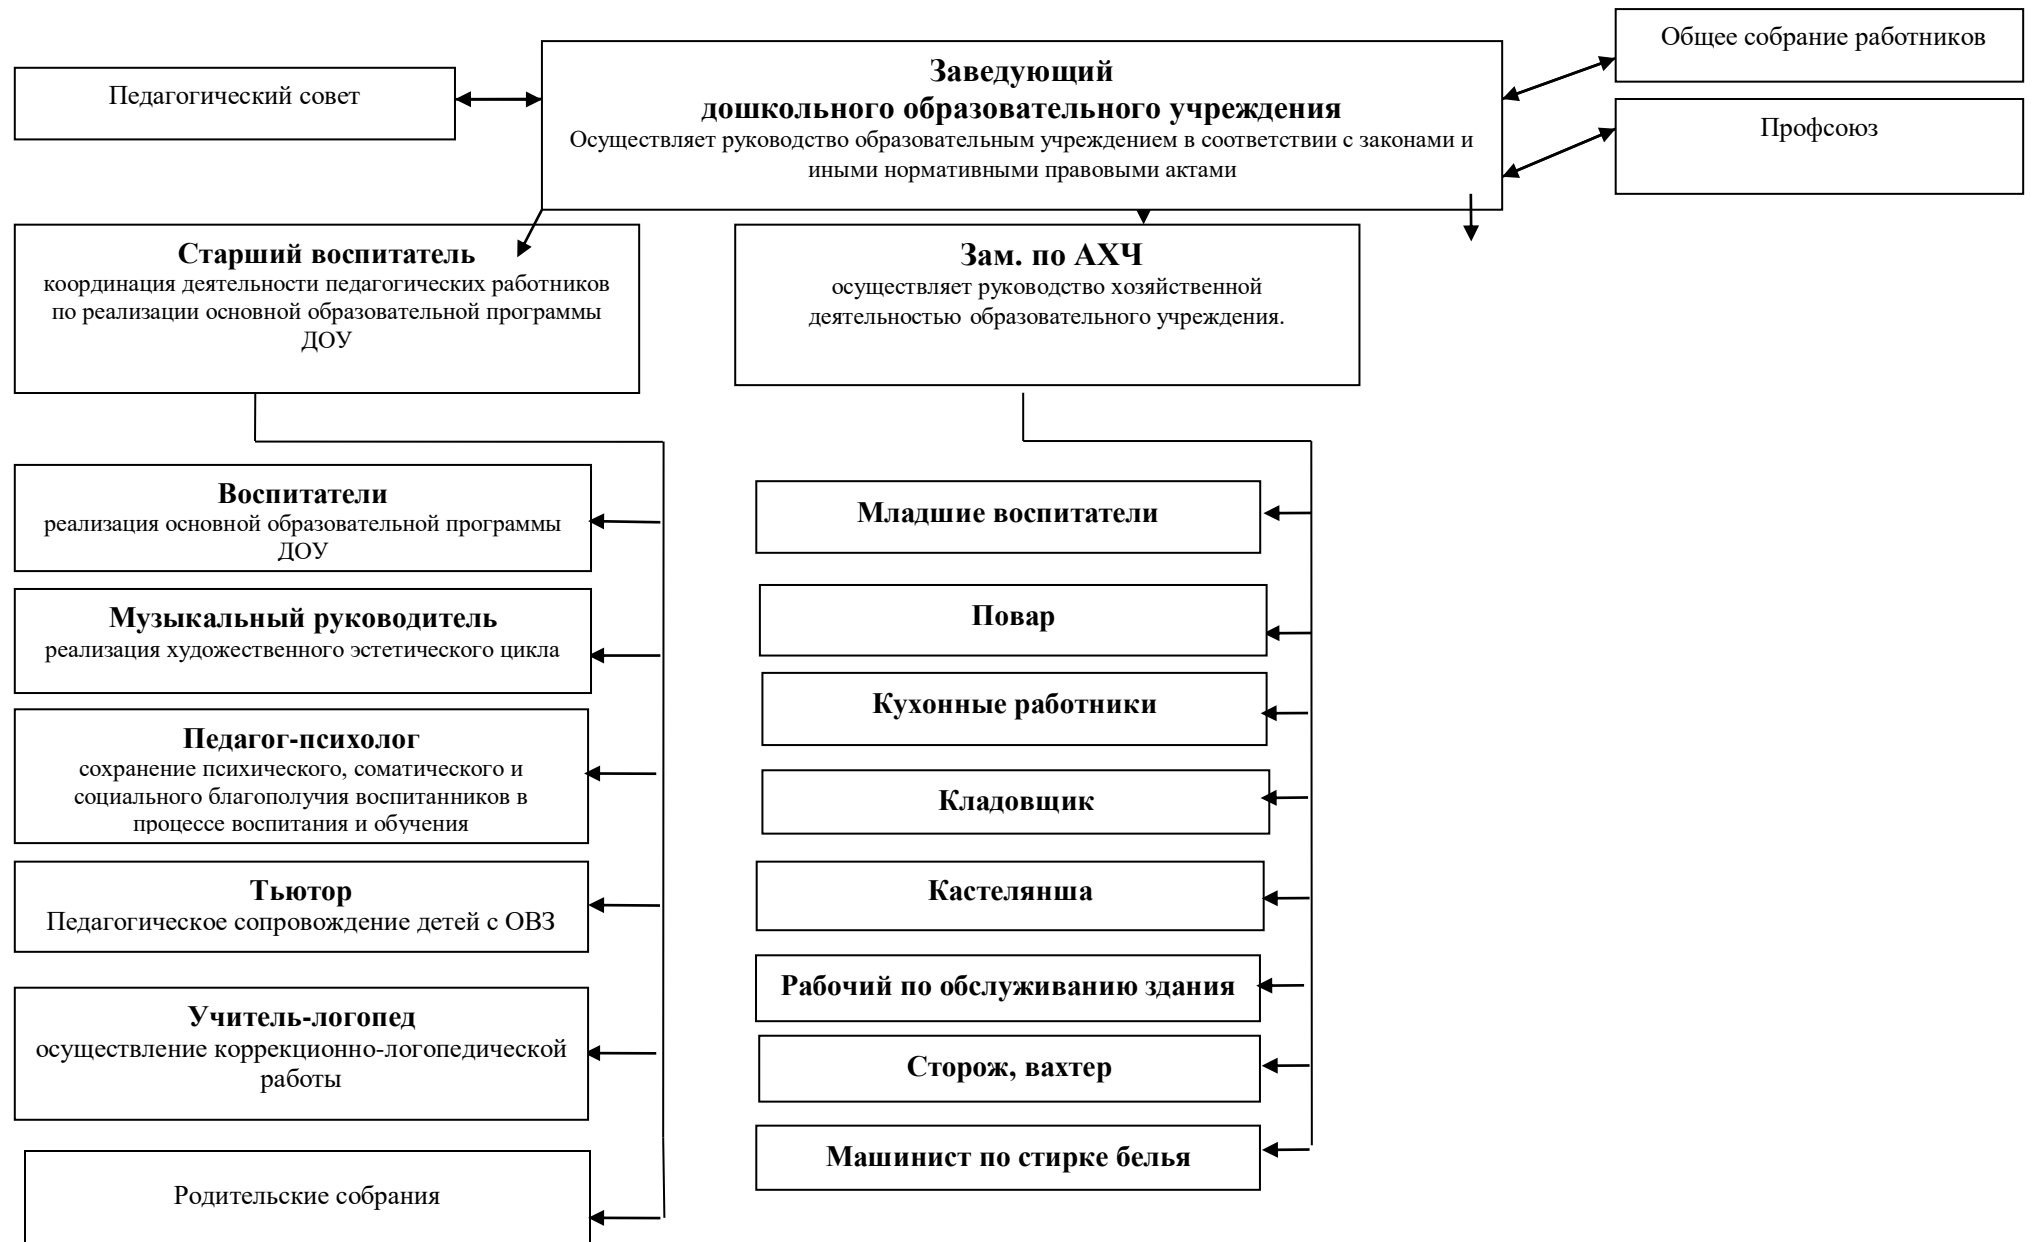 Общее собрание работников
Педагогический совет
Заведующий
дошкольного образовательного учреждения
Осуществляет руководство образовательным учреждением в соответствии с законами и
иными нормативными правовыми актами
Профсоюз
Старший воспитатель
координация деятельности педагогических работников
по реализации основной образовательной программы
ДОУ
Зам. по АХЧ
осуществляет руководство хозяйственной
деятельностью образовательного учреждения.
Воспитатели
реализация основной образовательной программы
ДОУ
Музыкальный руководитель
реализация художественного эстетического цикла
Педагог-психолог
сохранение психического, соматического и
социального благополучия воспитанников в
процессе воспитания и обучения
Тьютор
Педагогическое сопровождение детей с ОВЗ
Учитель-логопед
осуществление коррекционно-логопедической
работы
Родительские собрания
Младшие воспитатели
Повар
Кухонные работники
Кладовщик
Кастелянша
Рабочий по обслуживанию здания
Сторож, вахтер
Машинист по стирке белья